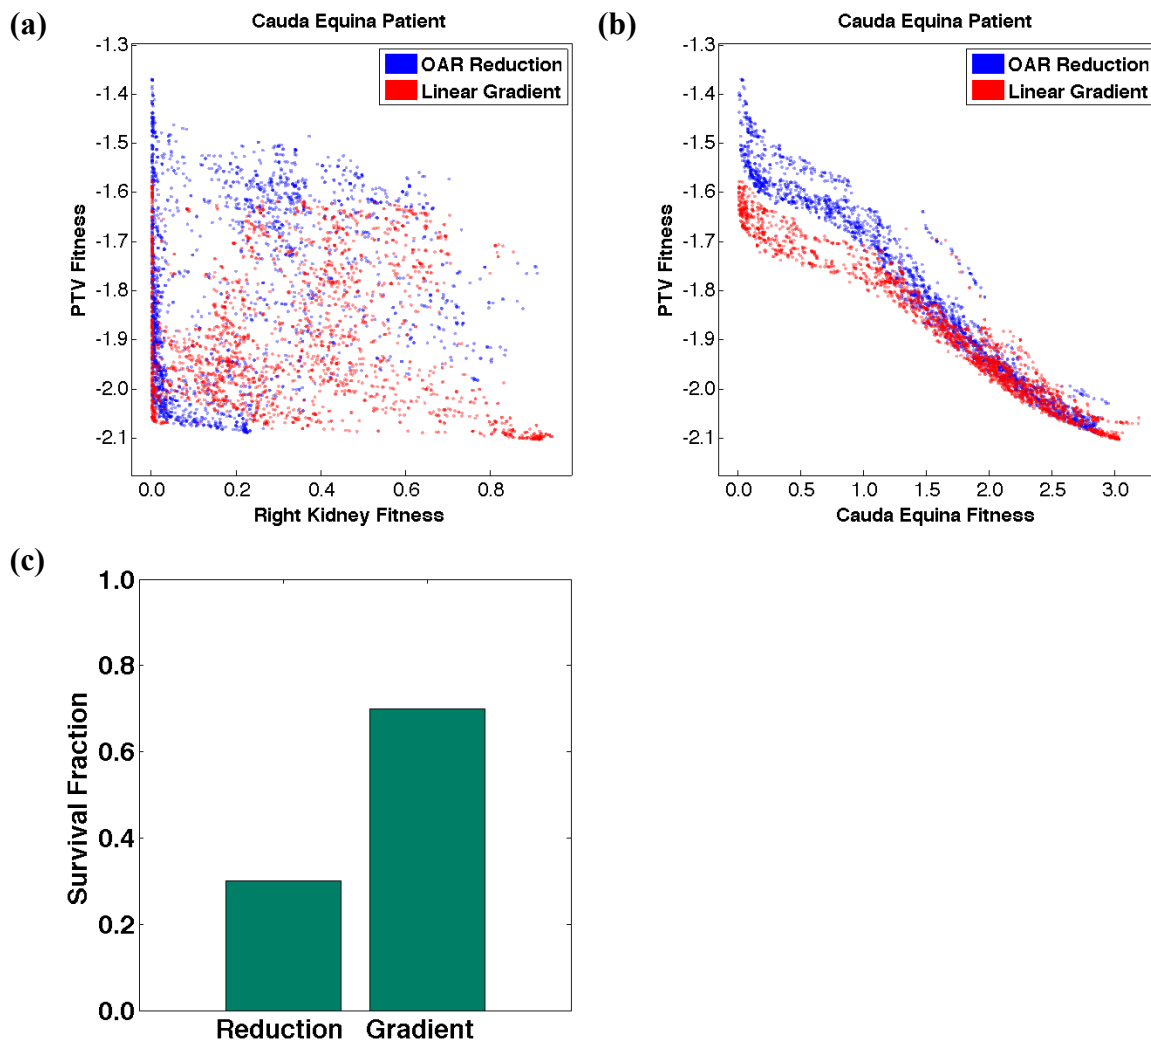 (a)
Cauda Equina Patient
-1.3
-1.4
-1.5
-1.6
-1.7
-1.8
-1.9
-2.0
-2.1
PTV Fitness
OAR Reduction
Linear Gradient
0.0 0.2 0.4 0.6 0.8
Right Kidney Fitness
(b)
Cauda Equina Patient
-1.3
-1.4
-1.5
-1.6
-1.7
-1.8
-1.9
-2.0
-2.1
PTV Fitness
OAR Reduction
Linear Gradient
0.0 0.5 1.0 1.5 2.0 2.5 3.0
Cauda Equina Fitness
(c)
1.0
0.8
0.6
0.4
0.2
0.0
Survival Fraction
Reduction Gradient